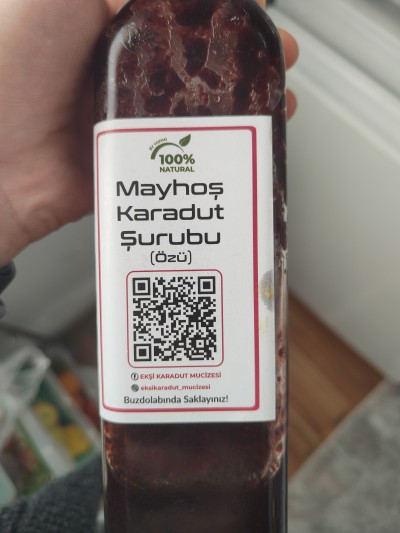 100%
NATURAL
Mayhoş
Karadut
Şurubu
(Özü)
EKŞİ KARADUT MUCİZESİ
eksikaradut_mucizesi
Buzdolabında Saklayınız!